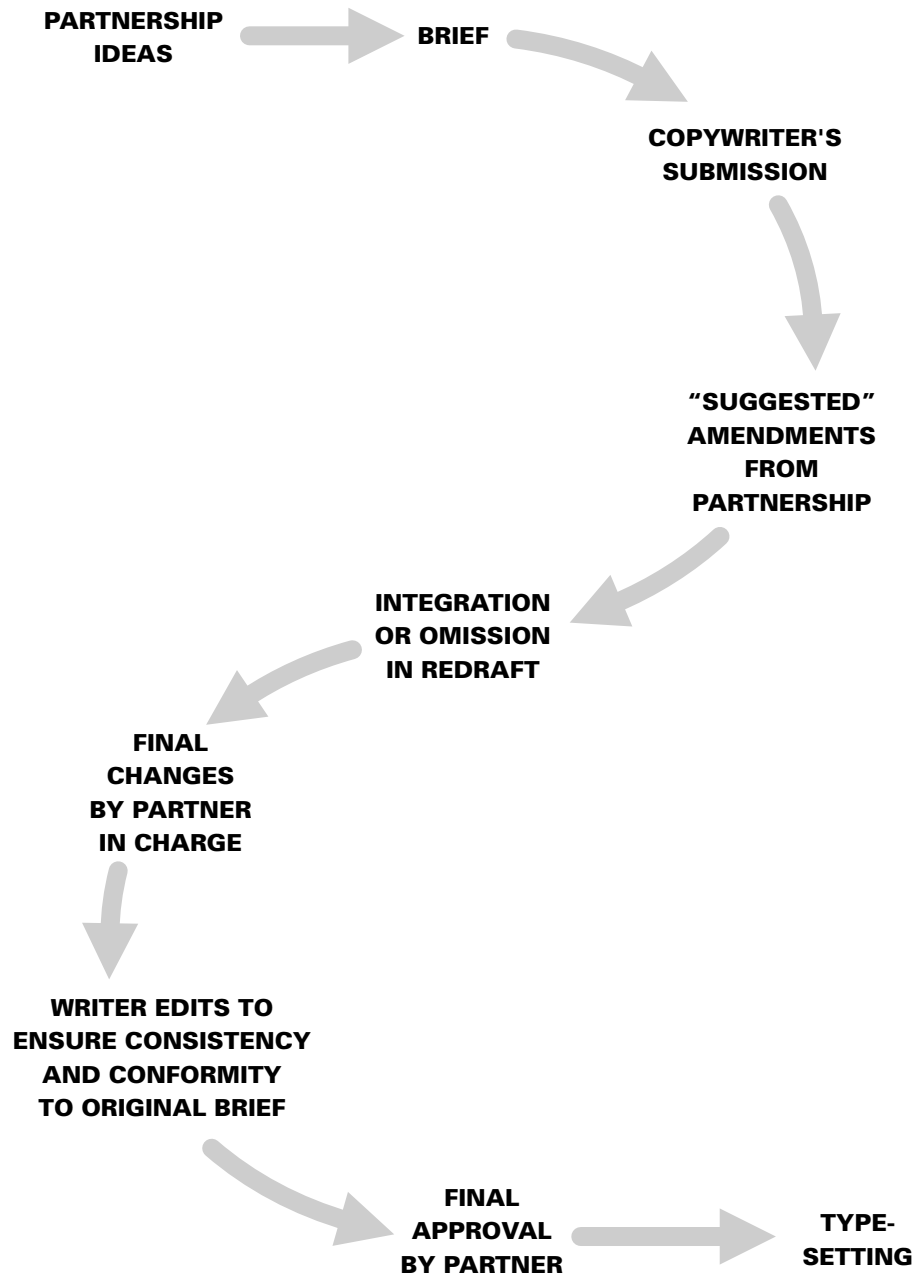 PARTNERSHIP
IDEAS
BRIEF
COPYWRITER'S
SUBMISSION
“SUGGESTED”
AMENDMENTS
FROM
PARTNERSHIP
INTEGRATION
OR OMISSION
IN REDRAFT
FINAL
CHANGES
BY PARTNER
IN CHARGE
WRITER EDITS TO
ENSURE CONSISTENCY
AND CONFORMITY
TO ORIGINAL BRIEF
FINAL
APPROVAL
BY PARTNER
TYPE-
SETTING